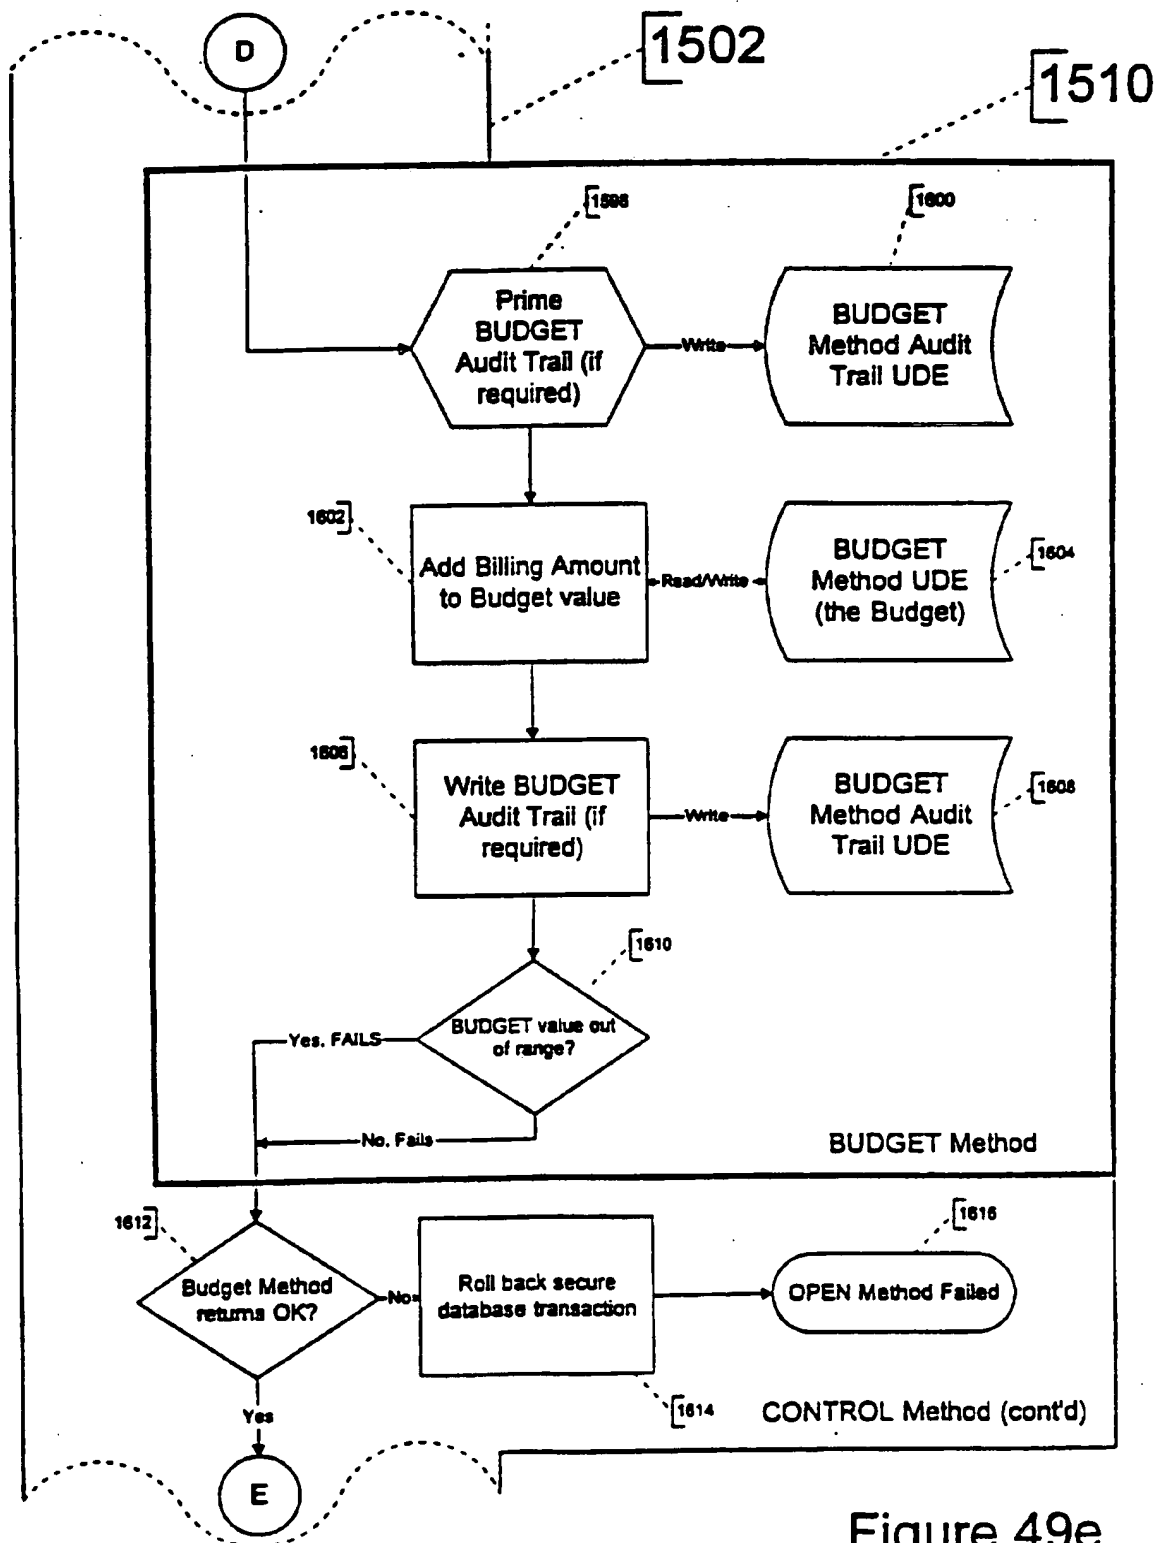 D
1502
1510
1598
1600
Prime
BUDGET
Audit Trail (if
required)
Write
BUDGET
Method Audit
Trail UDE
1602
Add Billing Amount
to Budget value
Read/Write
BUDGET
Method UDE
(the Budget)
1604
1606
Write BUDGET
Audit Trail (if
required)
Write
BUDGET
Method Audit
Trail UDE
1608
1610
BUDGET value out
of range?
Yes. FAILS
No. Fails
BUDGET Method
1612
Budget Method
returns OK?
No
Roll back secure
database transaction
1616
OPEN Method Failed
1614
CONTROL Method (cont'd)
Yes
E
Figure 49e